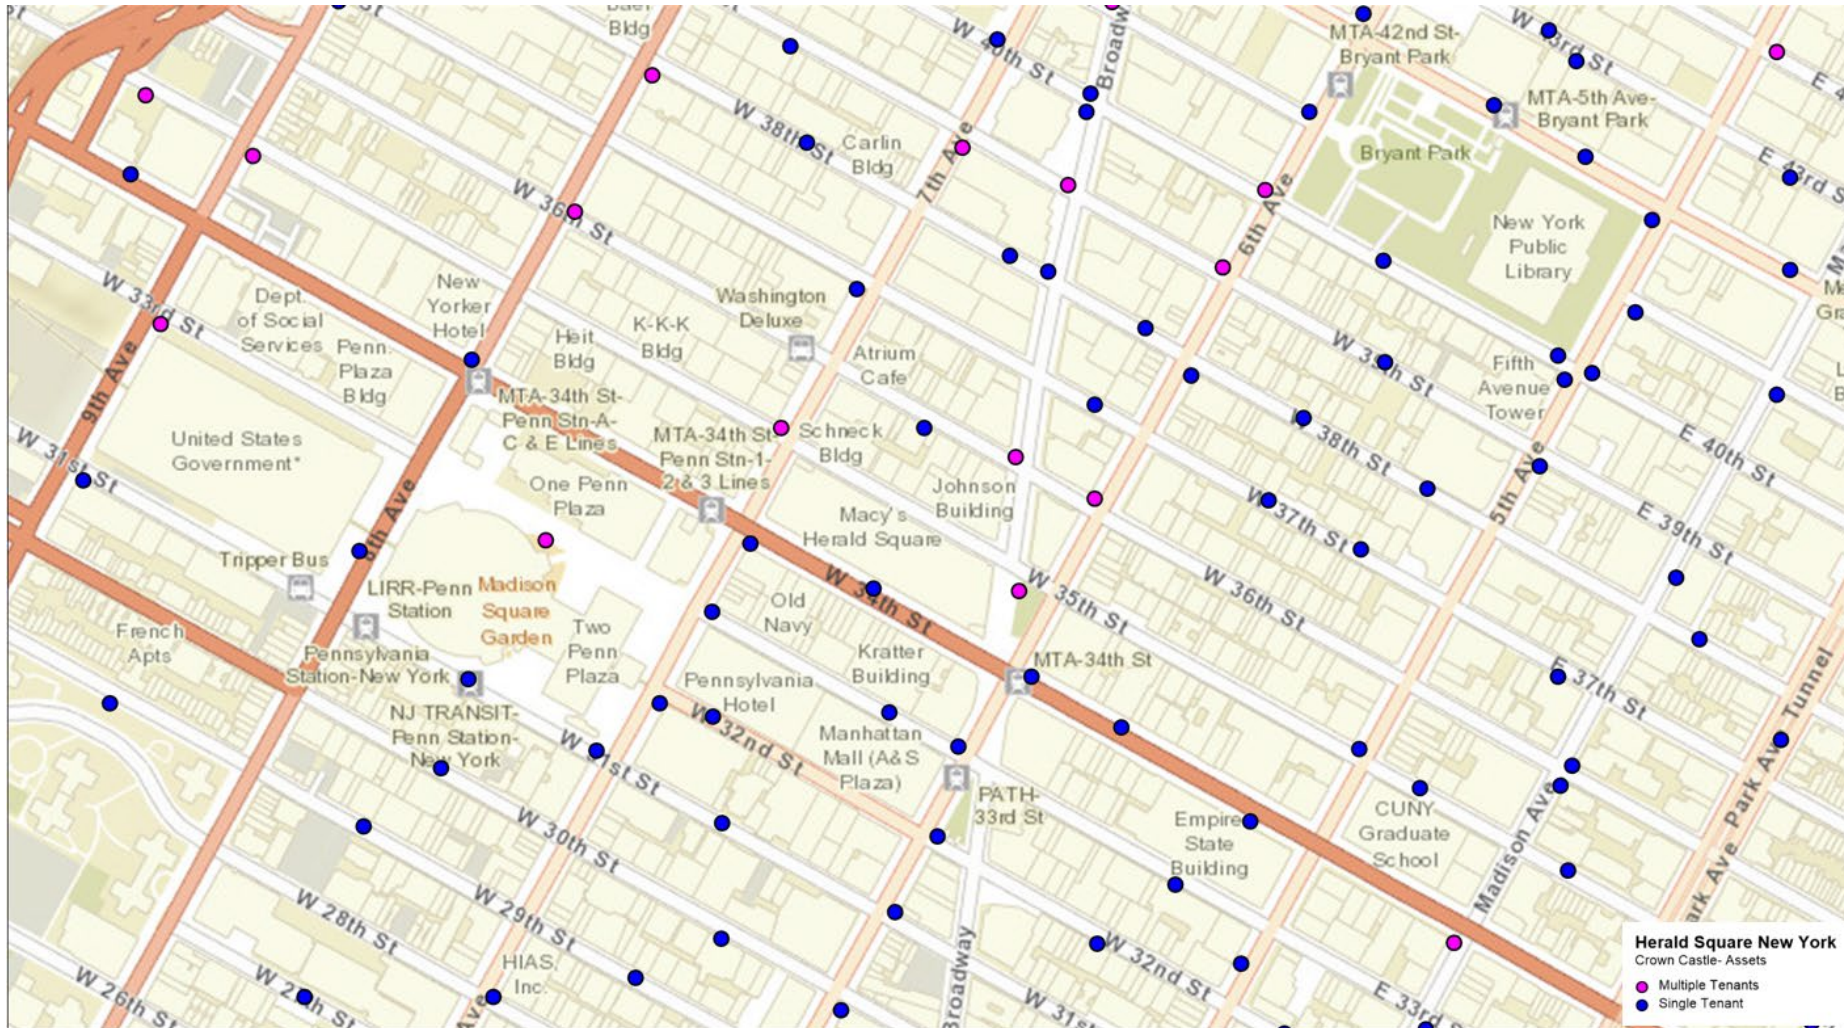 Bldg
W 40th St
Broadw
MTA-42nd St-
Bryant Park
W 43rd St
MTA-5th Ave-
Bryant Park
W 38th St
Carlin
Bldg
7th Ave
Bryant Park
E 43rd S
W 36th St
6th Ave
New York
Public
Library
W 33rd St
Dept.
of Social
Services
New
Yorker
Hotel
Washington
Deluxe
Penn
Plaza
Bldg
Heit
Bldg
K-K-K
Bldg
Atrium
Cafe
W 39th St
Fifth
Avenue
Tower
9th Ave
MTA-34th St-
Penn Stn-A-
C & E Lines
MTA-34th St-
Penn Stn-1-
2 & 3 Lines
Schneck
Bldg
W 38th St
E 40th St
W 31st St
United States
Government*
One Penn
Plaza
Johnson
Building
W 37th St
5th Ave
E 39th St
8th Ave
Macy's
Herald Square
Tripper Bus
LIRR-Penn
Station
Madison
Square
Garden
W 34th St
Old
Navy
W 35th St
W 36th St
French
Apts
Two
Penn
Plaza
Pennsylvania
Station-New York
Kratter
Building
MTA-34th St
E 37th St
Pennsylvania
Hotel
NJ TRANSIT-
Penn Station-
New York
W 32nd St
Manhattan
Mall (A&S
Plaza)
W 31st St
Park Ave Tunnel
PATH-
33rd St
Empire
State
Building
CUNY
Graduate
School
Madison Ave
W 30th St
W 29th St
W 28th St
HIAS,
Inc.
Broadway
W 32nd St
W 26th St
W 27th St
Ave
W 31st
E 33rd S
ark Ave
Herald Square New York
Crown Castle- Assets
Multiple Tenants
Single Tenant